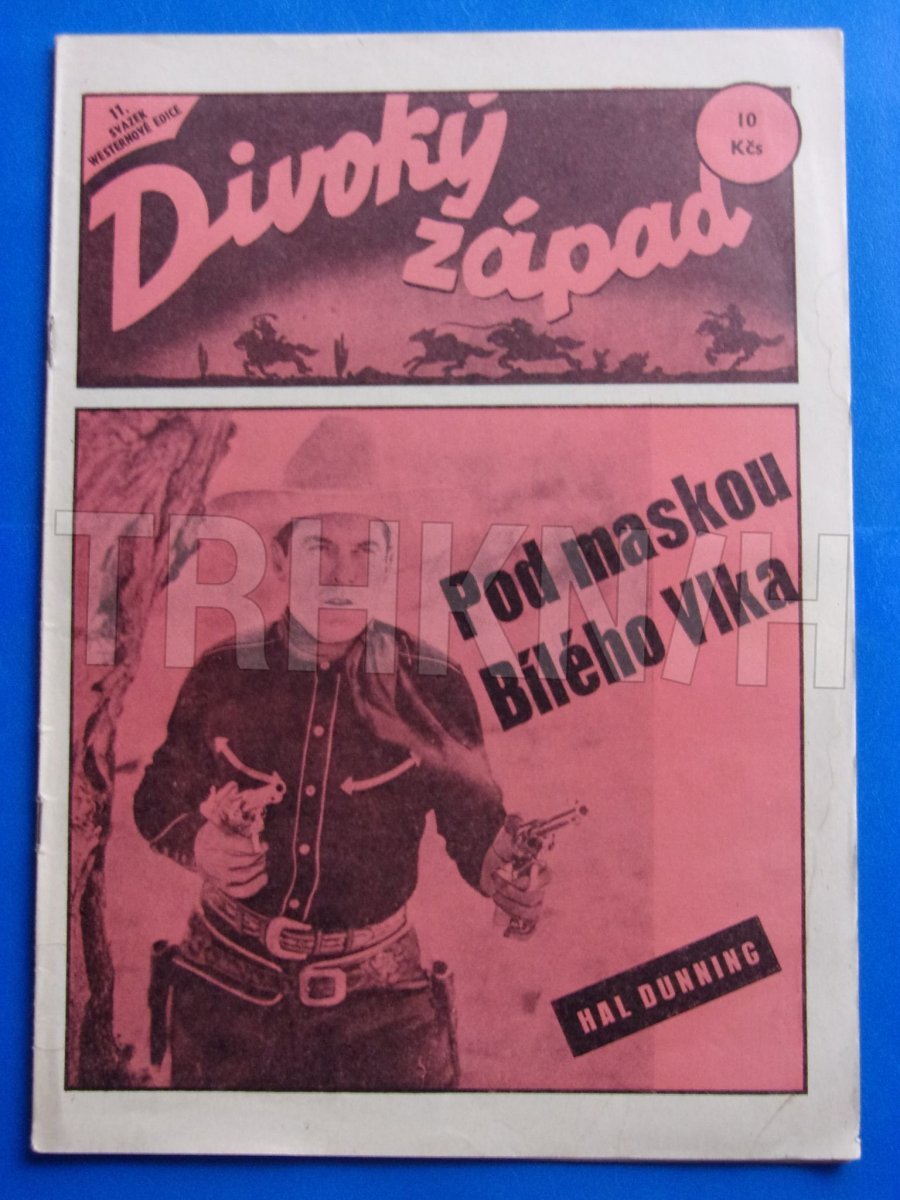 11.
SVAZEK
WESTERNOVÉ EDICE
Divoký
západ
10
Kčs
Pod maskou
Bílého Vlka
TRHKNIH
HAL DUNNING